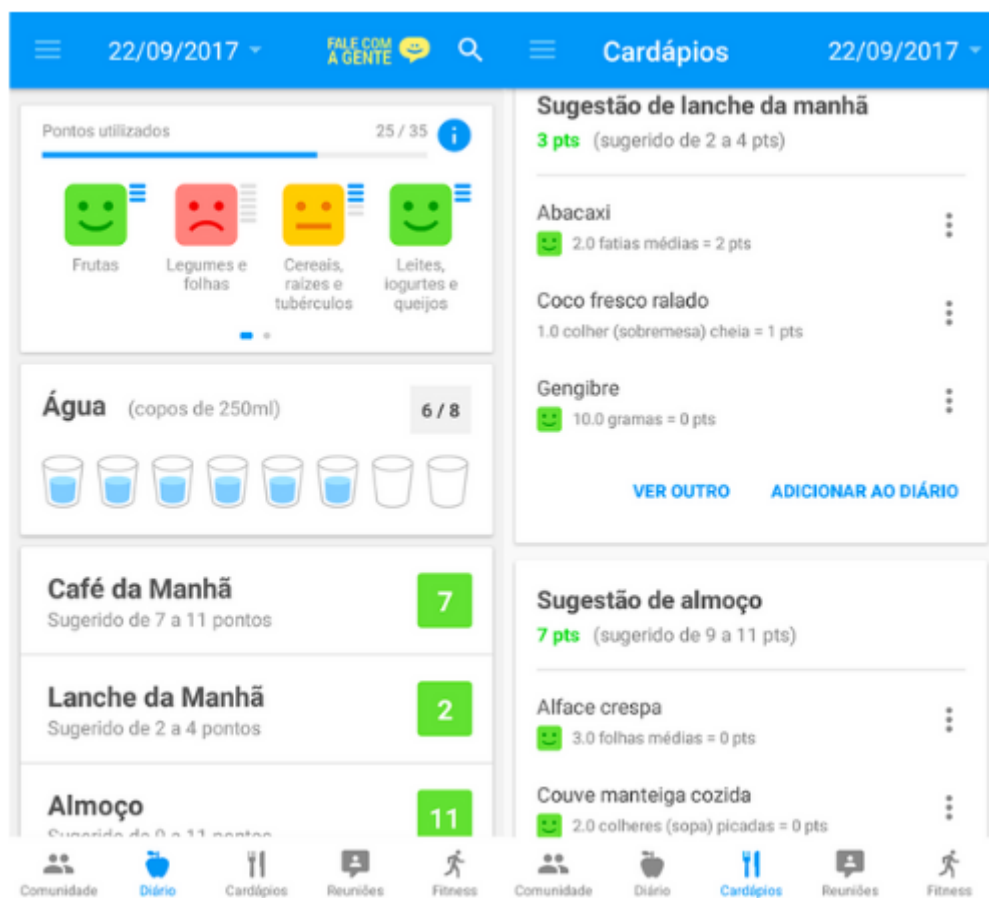 22/09/2017
FALE COM
A GENTE
Pontos utilizados
25 / 35
i
Frutas
Legumes e
folhas
Cereais,
raízes e
tubérculos
Leites,
iogurtes e
queijos
Água (copos de 250ml)
6 / 8
Café da Manhã
7
Sugerido de 7 a 11 pontos
Lanche da Manhã
2
Sugerido de 2 a 4 pontos
Almoço
11
Sugerido de 9 a 11 pontos
Comunidade
Diário
Cardápios
Reuniões
Fitness
Cardápios
22/09/2017
Sugestão de lanche da manhã
3 pts (sugerido de 2 a 4 pts)
Abacaxi
2.0 fatias médias = 2 pts
Coco fresco ralado
1.0 colher (sobremesa) cheia = 1 pts
Gengibre
10.0 gramas = 0 pts
VER OUTRO
ADICIONAR AO DIÁRIO
Sugestão de almoço
7 pts (sugerido de 9 a 11 pts)
Alface crespa
3.0 folhas médias = 0 pts
Couve manteiga cozida
2.0 colheres (sopa) picadas = 0 pts
Comunidade
Diário
Cardápios
Reuniões
Fitness